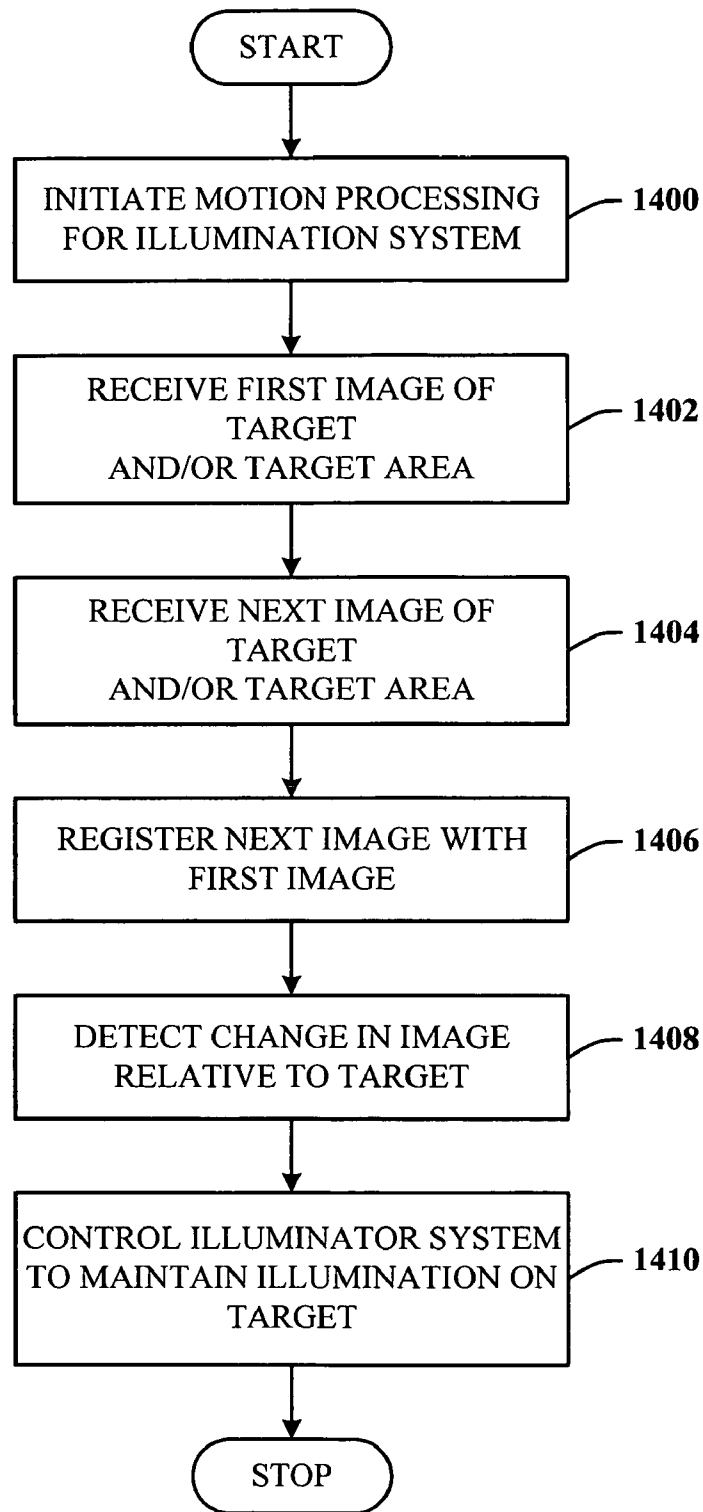 START
INITIATE MOTION PROCESSING
FOR ILLUMINATION SYSTEM
1400
RECEIVE FIRST IMAGE OF
TARGET
AND/OR TARGET AREA
1402
RECEIVE NEXT IMAGE OF
TARGET
AND/OR TARGET AREA
1404
REGISTER NEXT IMAGE WITH
FIRST IMAGE
1406
DETECT CHANGE IN IMAGE
RELATIVE TO TARGET
1408
CONTROL ILLUMINATOR SYSTEM
TO MAINTAIN ILLUMINATION ON
TARGET
1410
STOP